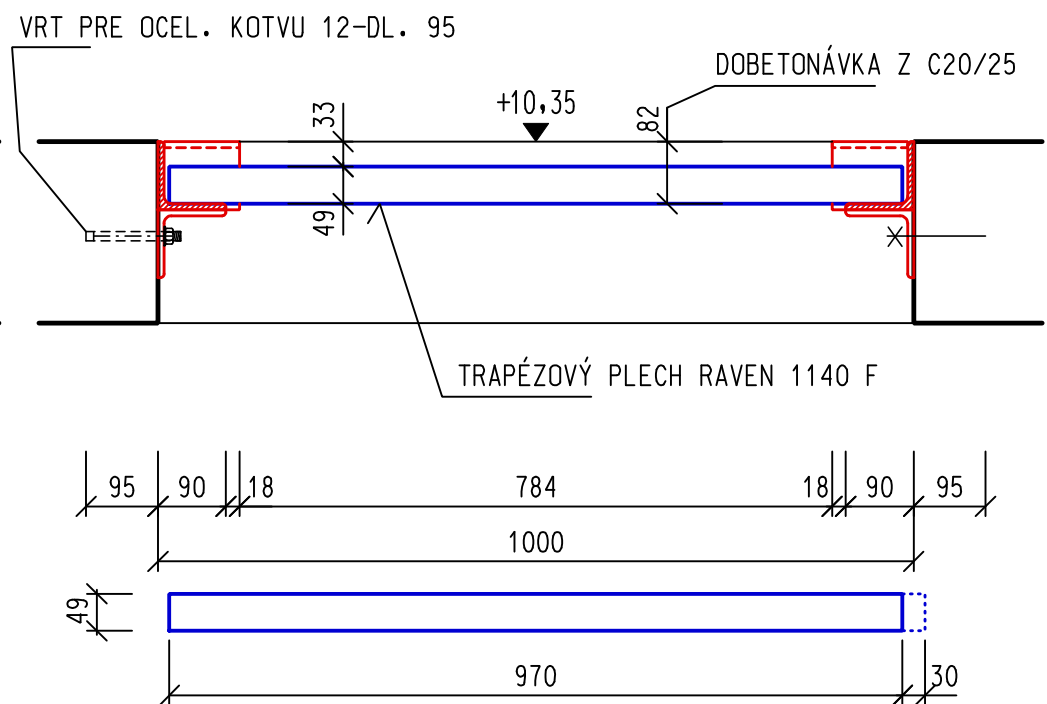 VRT PRE OCEL. KOTVU 12-DL. 95
DOBETONÁVKA Z C20/25
+10,35
33
82
49
TRAPÉZOVÝ PLECH RAVEN 1140 F
95 90 18 784 18 90 95
1000
49
970 30